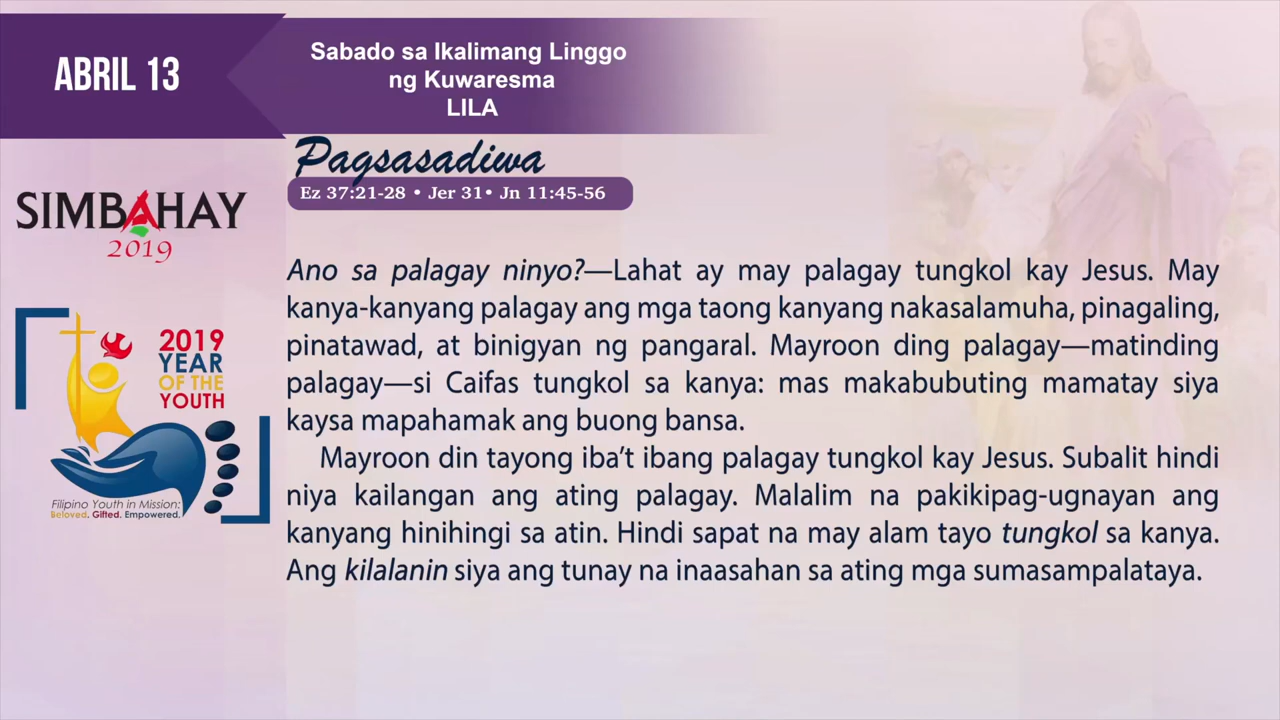 ABRIL 13
Sabado sa Ikalimang Linggo
ng Kuwaresma
LILA
Pagsasadiwa
Ez 37:21-28 • Jer 31• Jn 11:45-56
SIMBAHAY
2019
2019
YEAR
OF THE
YOUTH
Filipino Youth in Mission:
Beloved. Gifted. Empowered.
Ano sa palagay ninyo?—Lahat ay may palagay tungkol kay Jesus. May
kanya-kanyang palagay ang mga taong kanyang nakasalamuha, pinagaling,
pinatawad, at binigyan ng pangaral. Mayroon ding palagay—matinding
palagay—si Caifas tungkol sa kanya: mas makabubuting mamatay siya
kaysa mapahamak ang buong bansa.
Mayroon din tayong iba’t ibang palagay tungkol kay Jesus. Subalit hindi
niya kailangan ang ating palagay. Malalim na pakikipag-ugnayan ang
kanyang hinihingi sa atin. Hindi sapat na may alam tayo tungkol sa kanya.
Ang kilalanin siya ang tunay na inaasahan sa ating mga sumasampalataya.